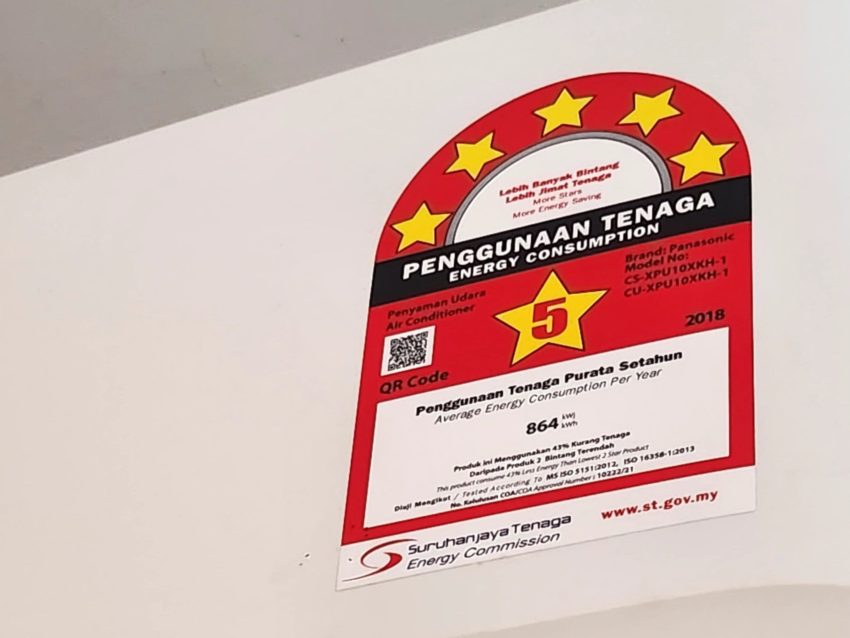 Lebih Banyak Bintang
Lebih Jimat Tenaga
More Stars
More Energy Saving
PENGGUNAAN TENAGA
ENERGY CONSUMPTION
Penyaman Udara
Air Conditioner
Brand: Panasonic
Model No:
CS-XPU10XKH-1
CU-XPU10XKH-1
5
2018
QR Code
Penggunaan Tenaga Purata Setahun
Average Energy Consumption Per Year
864 kWj
kWh
Produk ini Menggunakan 43% Kurang Tenaga
Daripada Produk 2 Bintang Terendah
This product consume 43% Less Energy Than Lowest 2 Star Product
Diuji Mengikut / Tested According To MS ISO 5151:2012, ISO 16358-1:2013
No. Kelulusan COA/COA Approval Number: 10222/21
Suruhanjaya Tenaga
Energy Commission
www.st.gov.my